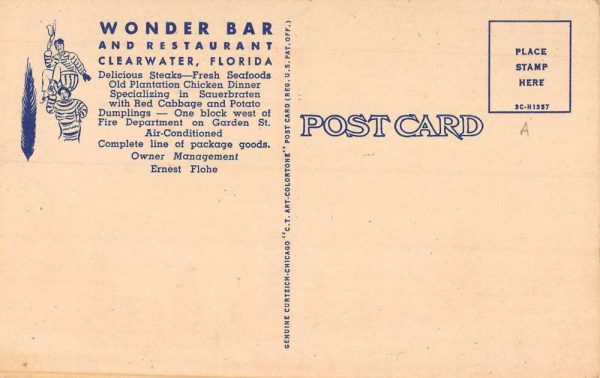 WONDER BAR
AND RESTAURANT
CLEARWATER, FLORIDA
Delicious Steaks—Fresh Seafoods
Old Plantation Chicken Dinner
Specializing in Sauerbraten
with Red Cabbage and Potato
Dumplings — One block west of
Fire Department on Garden St.
Air-Conditioned
Complete line of package goods.
Owner Management
Ernest Flohe
GENUINE CURTEICH-CHICAGO "C.T. ART-COLORTONE" POST CARD (REG. U.S. PAT. OFF.)
POST CARD
PLACE
STAMP
HERE
3C-H1357
A